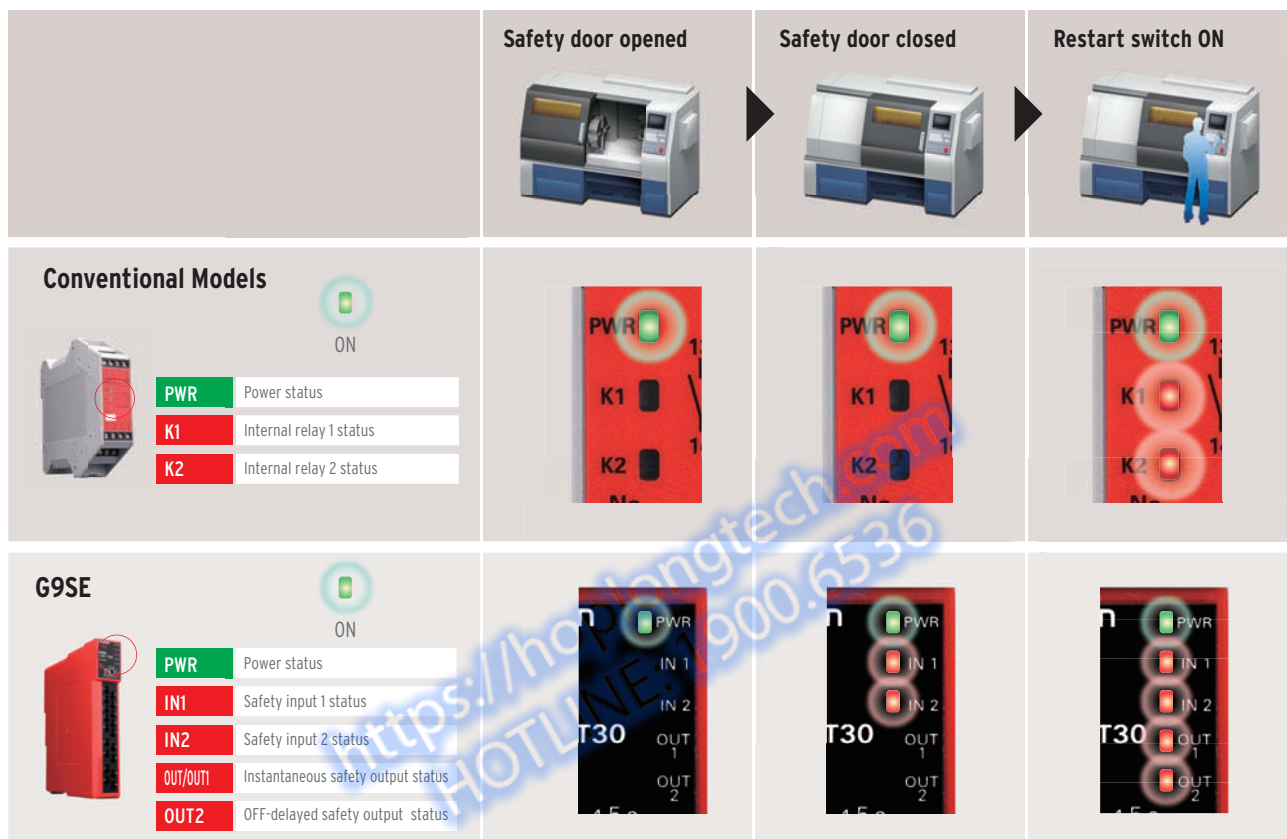 Safety door opened
Safety door closed
Restart switch ON
Conventional Models
ON
PWR Power status
K1 Internal relay 1 status
K2 Internal relay 2 status
PWR
K1
K2
PWR
K1
K2
PWR
K1
K2
G9SE
ON
PWR Power status
IN1 Safety input 1 status
IN2 Safety input 2 status
OUT/OUT1 Instantaneous safety output status
OUT2 OFF-delayed safety output status
n PWR
IN 1
IN 2
T30 OUT
1
OUT
2
n PWR
IN 1
IN 2
T30 OUT
1
OUT
2
n PWR
IN 1
IN 2
T30 OUT
1
OUT
2
https://hoplongtech.com
HOTLINE: 1900.6536